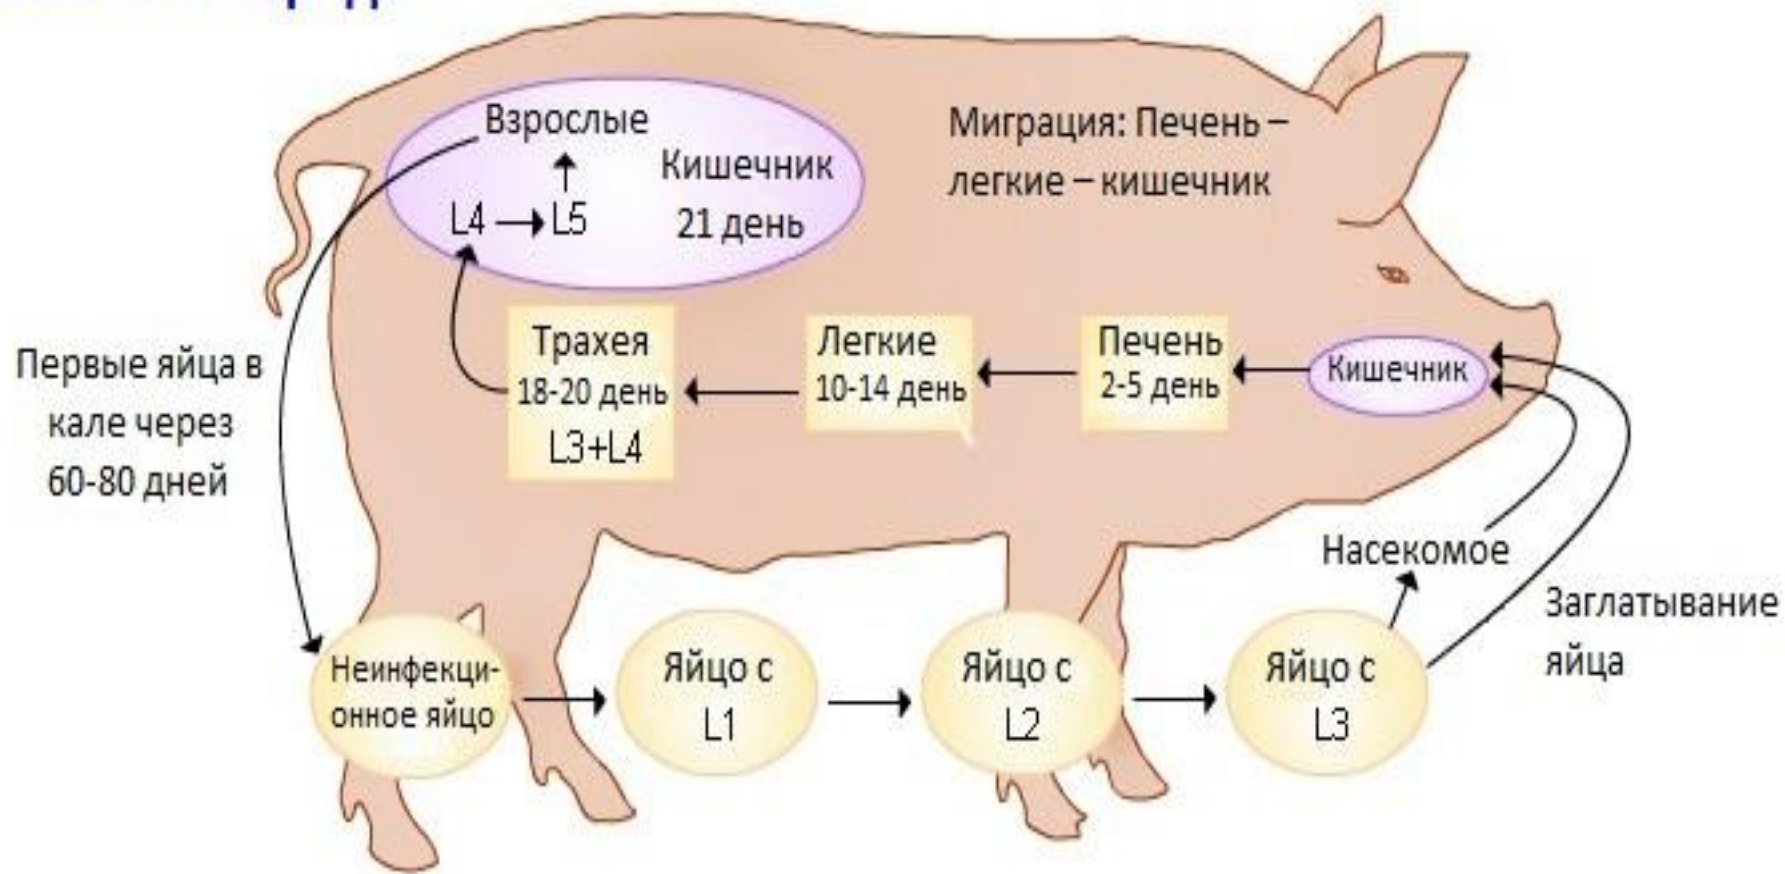 Взрослые
Кишечник
21 день
L4
L5
Миграция: Печень –
легкие – кишечник
Первые яйца в
кале через
60-80 дней
Трахея
18-20 день
L3+L4
Легкие
10-14 день
Печень
2-5 день
Кишечник
Насекомое
Заглатывание
яйца
Неинфекци-
онное яйцо
Яйцо с
L1
Яйцо с
L2
Яйцо с
L3